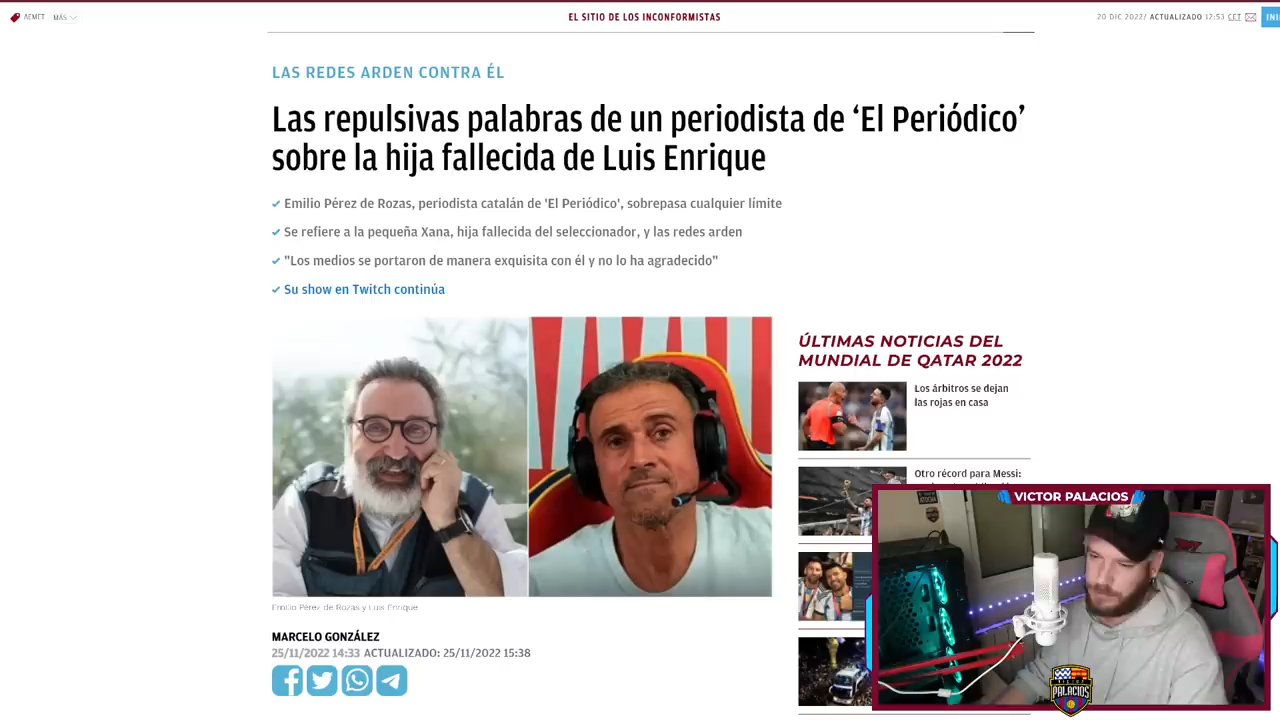 AEMET MÁS
EL SITIO DE LOS INCONFORMISTAS
20 DIC 2022/ ACTUALIZADO 12:53 CET
INI
LAS REDES ARDEN CONTRA ÉL
Las repulsivas palabras de un periodista de ‘El Periódico’
sobre la hija fallecida de Luis Enrique
Emilio Pérez de Rozas, periodista catalán de 'El Periódico', sobrepasa cualquier límite
Se refiere a la pequeña Xana, hija fallecida del seleccionador, y las redes arden
"Los medios se portaron de manera exquisita con él y no lo ha agradecido"
Su show en Twitch continúa
Emilio Pérez de Rozas y Luis Enrique
MARCELO GONZÁLEZ
25/11/2022 14:33 ACTUALIZADO: 25/11/2022 15:38
ÚLTIMAS NOTICIAS DEL
MUNDIAL DE QATAR 2022
Los árbitros se dejan
las rojas en casa
Otro récord para Messi:
VICTOR PALACIOS
PALACIOS